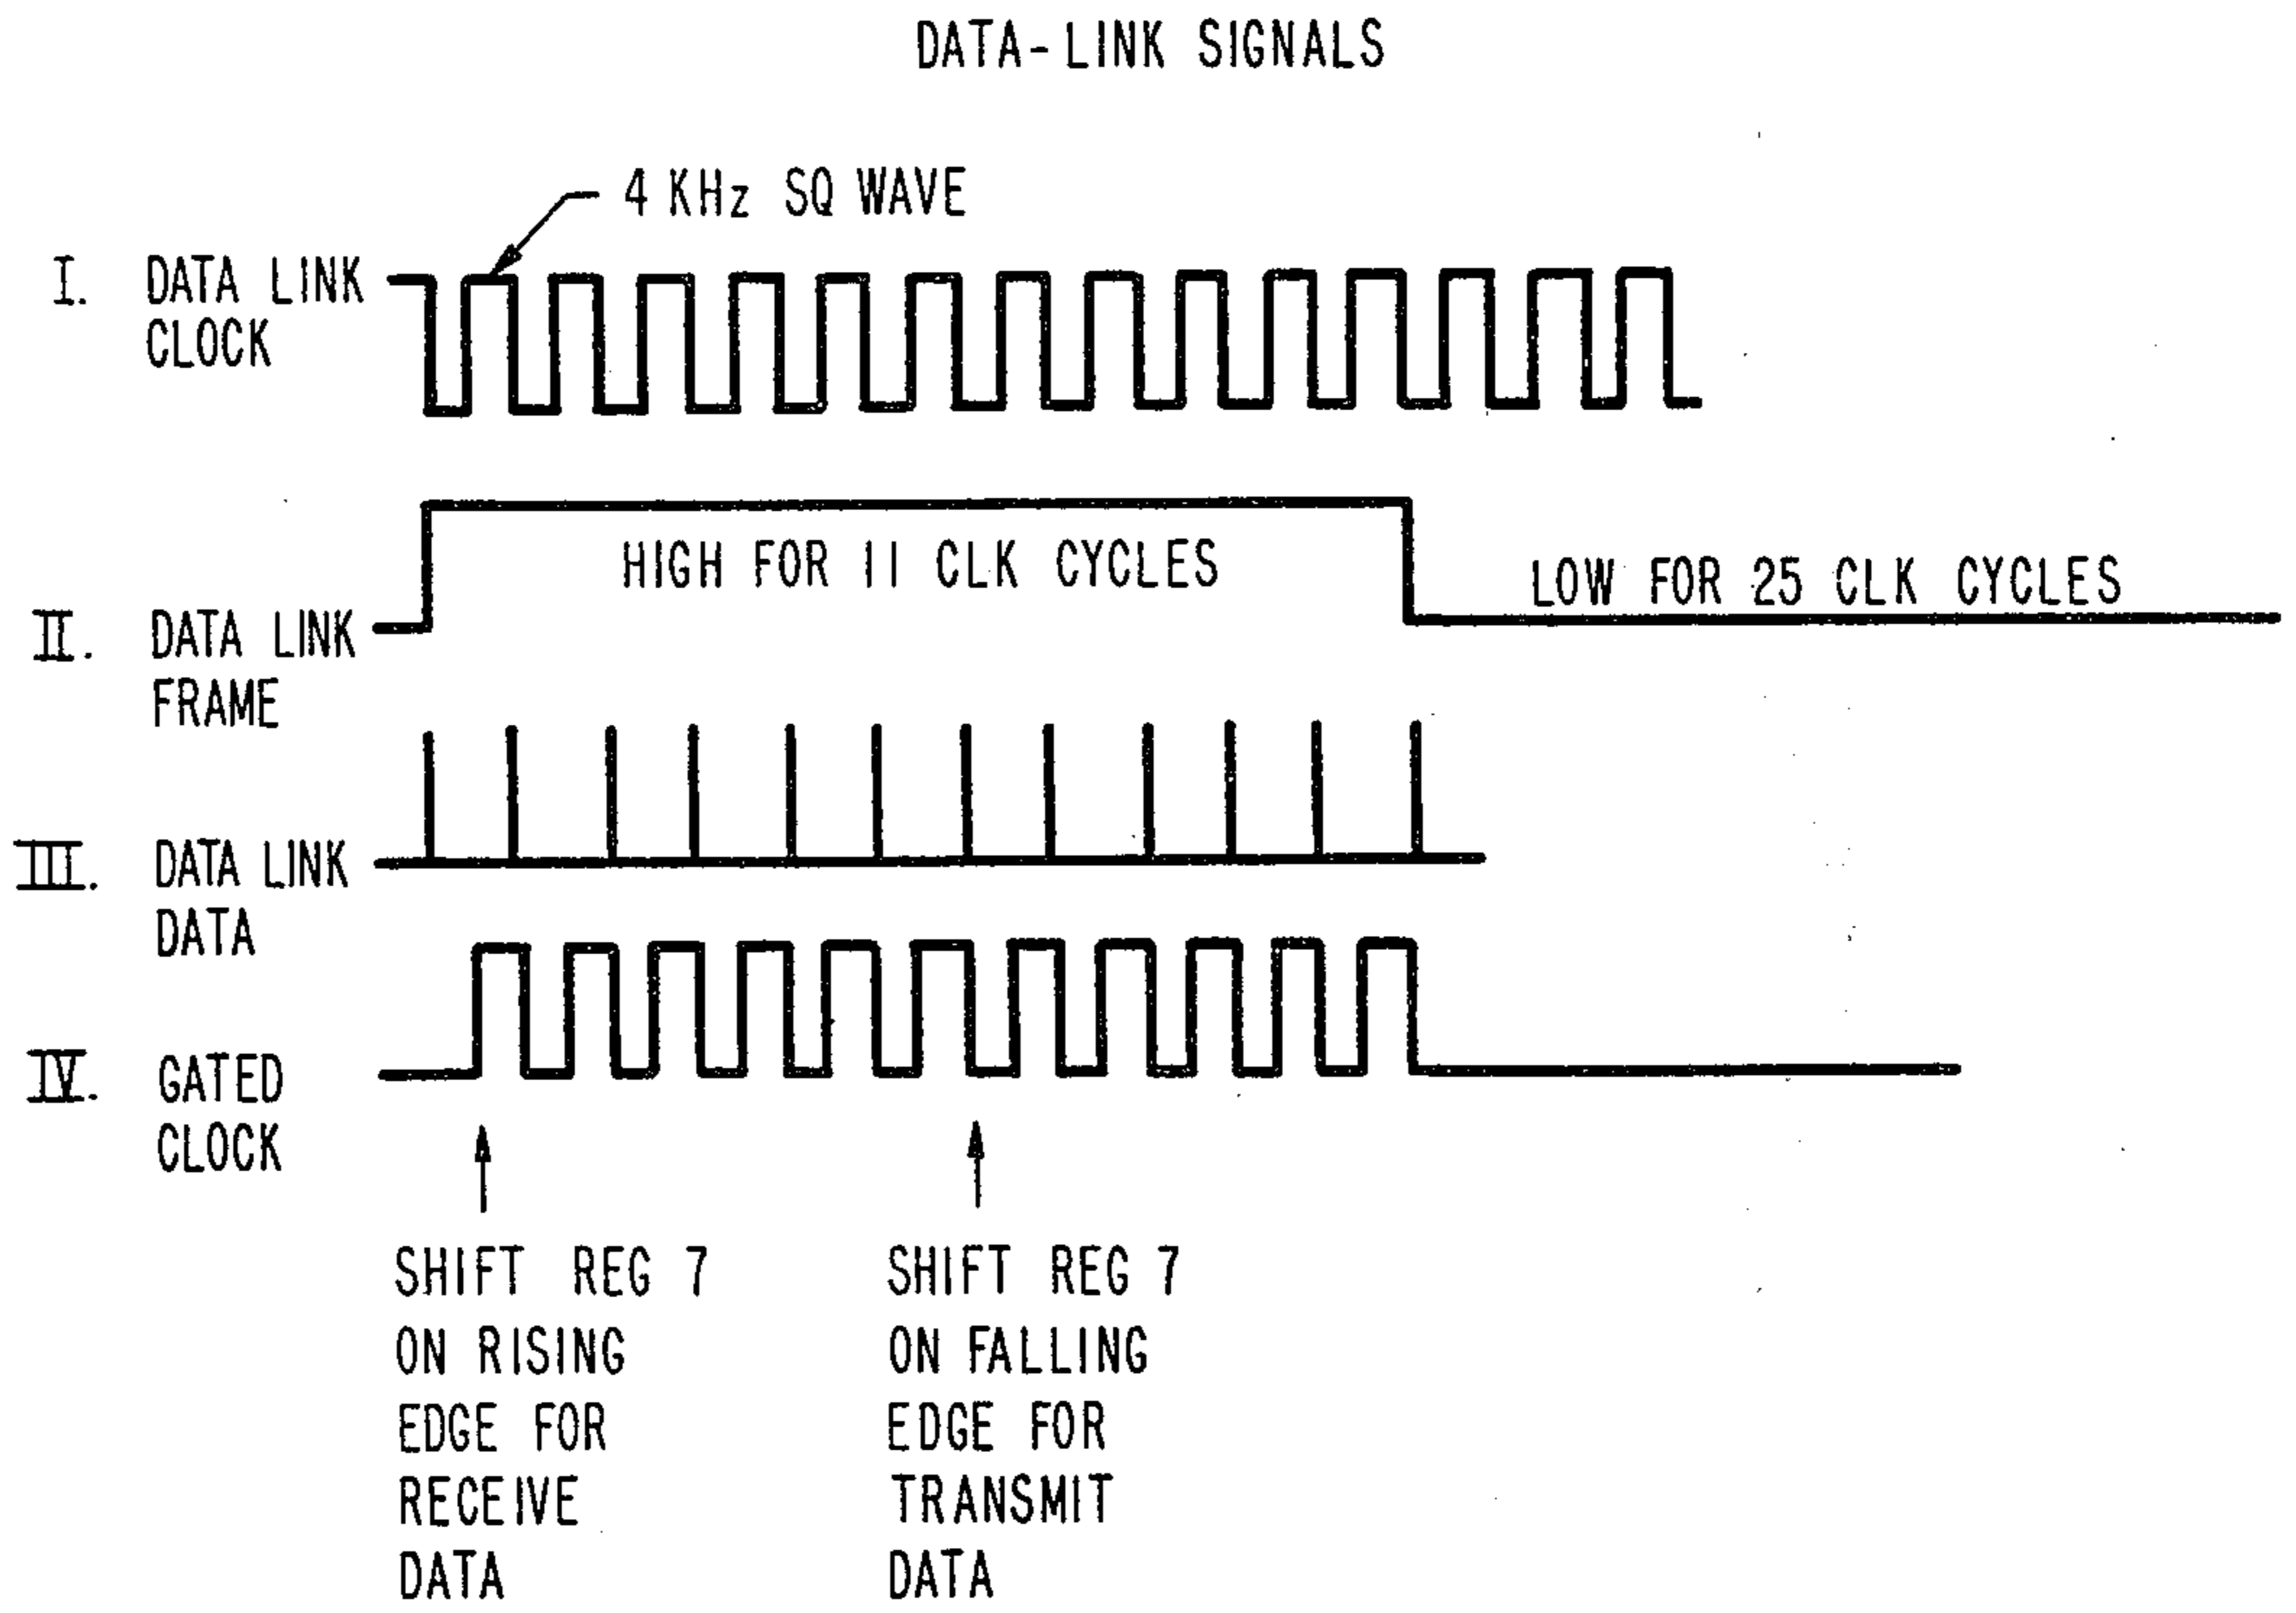 DATA-LINK SIGNALS
4 KHz SQ WAVE
I. DATA LINK
CLOCK
HIGH FOR 11 CLK CYCLES
LOW FOR 25 CLK CYCLES
II. DATA LINK
FRAME
III. DATA LINK
DATA
IV. GATED
CLOCK
SHIFT REG 7
ON RISING
EDGE FOR
RECEIVE
DATA
SHIFT REG 7
ON FALLING
EDGE FOR
TRANSMIT
DATA